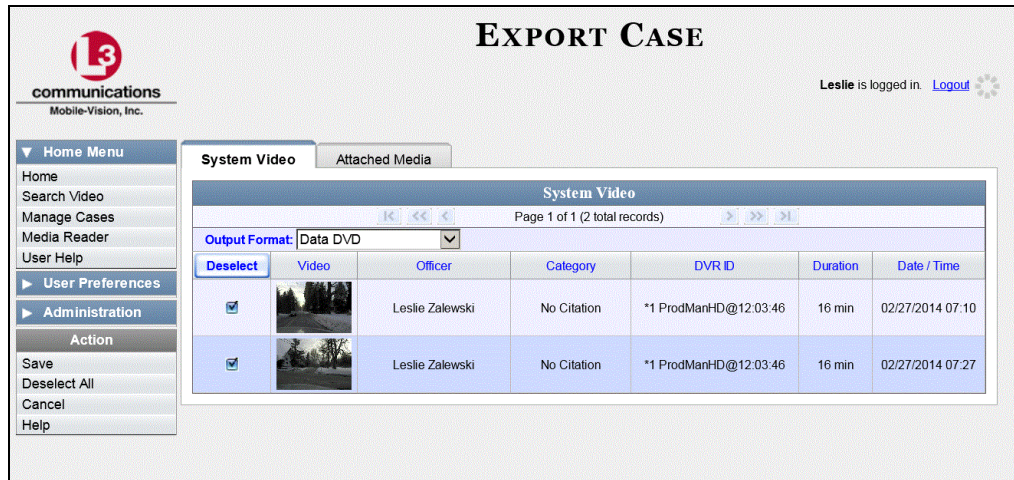 EXPORT CASE
L3
communications
Mobile-Vision, Inc.
Leslie is logged in. Logout
Home Menu
Home
Search Video
Manage Cases
Media Reader
User Help
User Preferences
Administration
Action
Save
Deselect All
Cancel
Help
System Video
Attached Media
System Video
|< << < Page 1 of 1 (2 total records) > >> >|
Output Format: Data DVD
Deselect Video Officer Category DVR ID Duration Date / Time
Leslie Zalewski No Citation *1 ProdManHD@12:03:46 16 min 02/27/2014 07:10
Leslie Zalewski No Citation *1 ProdManHD@12:03:46 16 min 02/27/2014 07:27